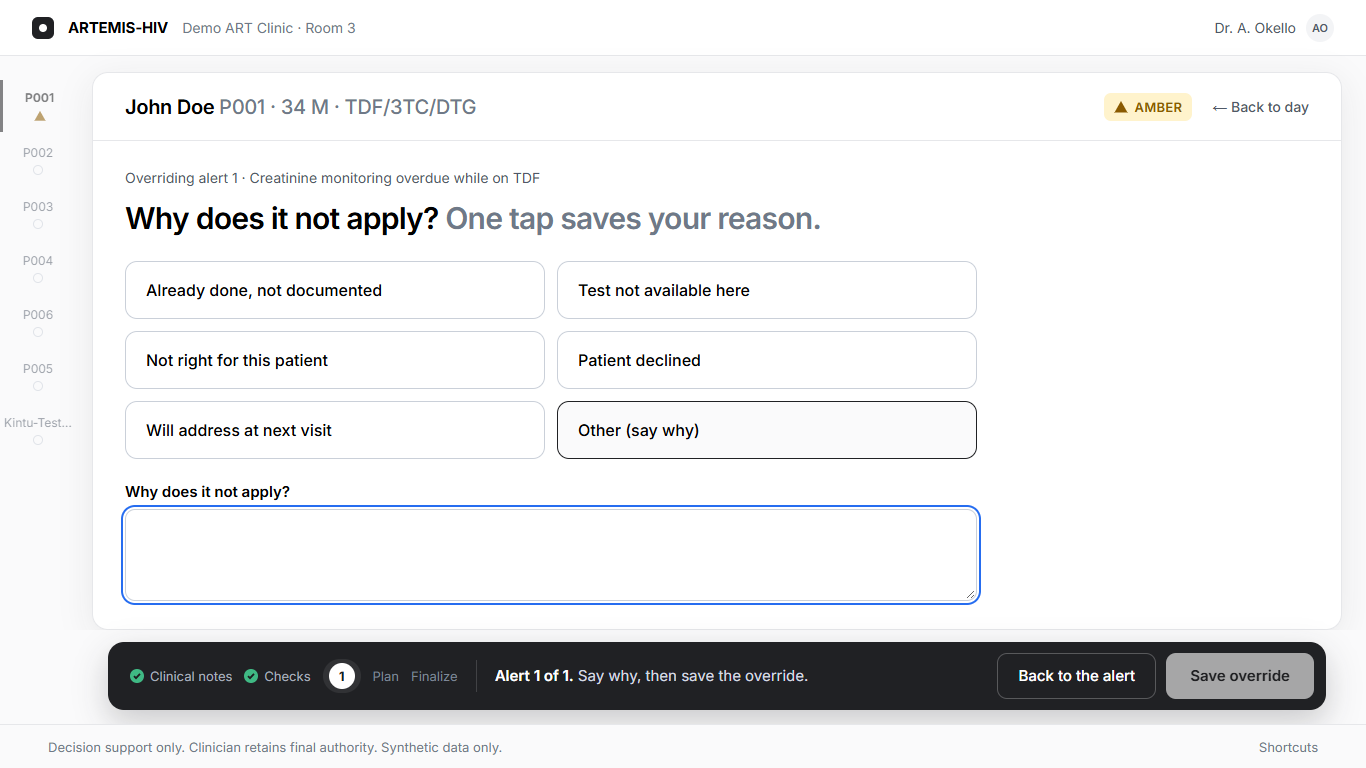 ARTEMIS-HIV Demo ART Clinic · Room 3
Dr. A. Okello AO
P001
P002
P003
P004
P006
P005
Kintu-Test...
John Doe P001 · 34 M · TDF/3TC/DTG
AMBER
← Back to day
Overriding alert 1 · Creatinine monitoring overdue while on TDF
Why does it not apply? One tap saves your reason.
Already done, not documented
Test not available here
Not right for this patient
Patient declined
Will address at next visit
Other (say why)
Why does it not apply?
Clinical notes Checks 1 Plan Finalize
Alert 1 of 1. Say why, then save the override.
Back to the alert
Save override
Decision support only. Clinician retains final authority. Synthetic data only.
Shortcuts